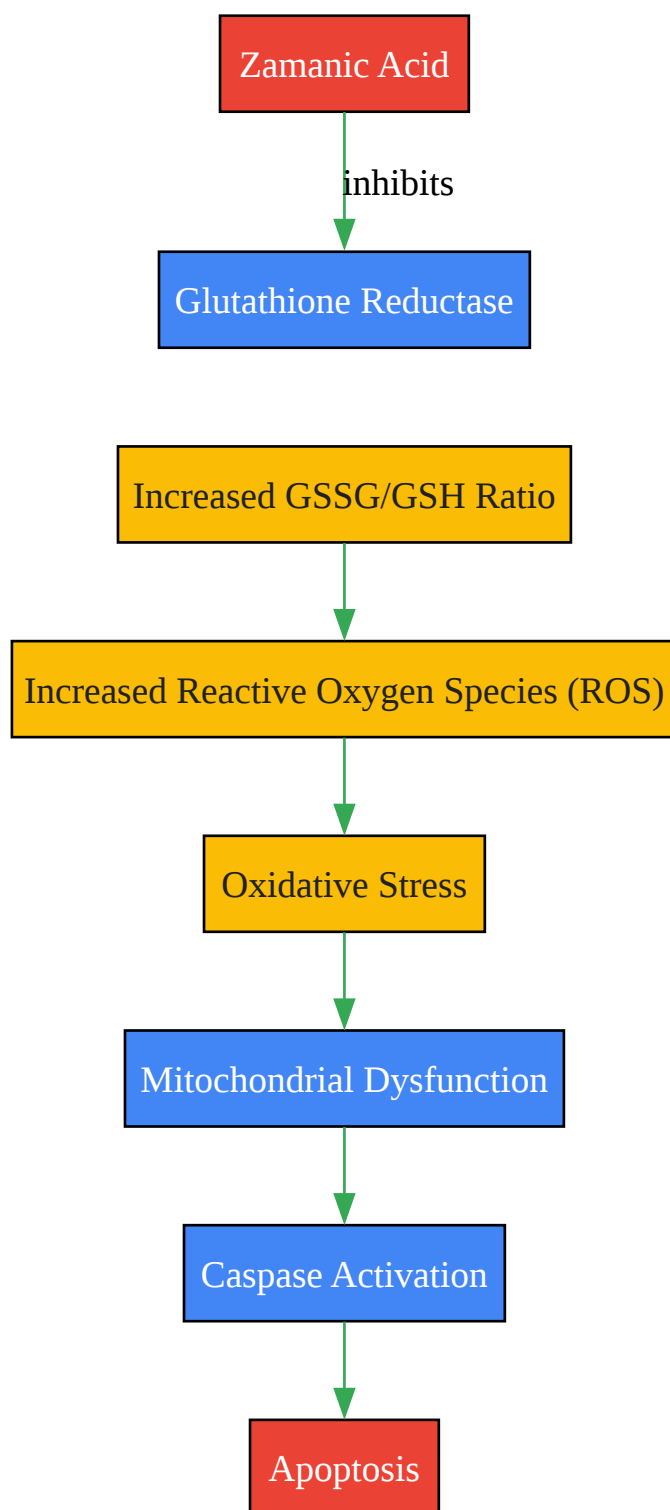 Zamanic Acid
inhibits
Glutathione Reductase
Increased GSSG/GSH Ratio
Increased Reactive Oxygen Species (ROS)
Oxidative Stress
Mitochondrial Dysfunction
Caspase Activation
Apoptosis